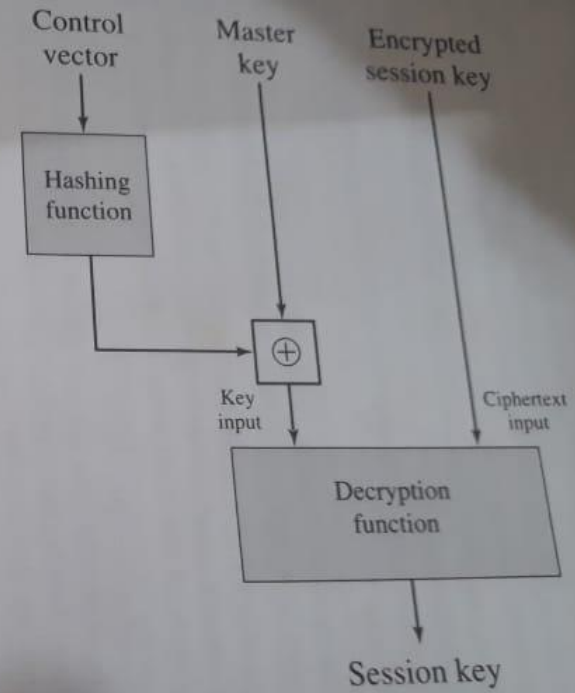 Control
vector
Master
key
Encrypted
session key
Hashing
function
Key
input
Ciphertext
input
Decryption
function
Session key